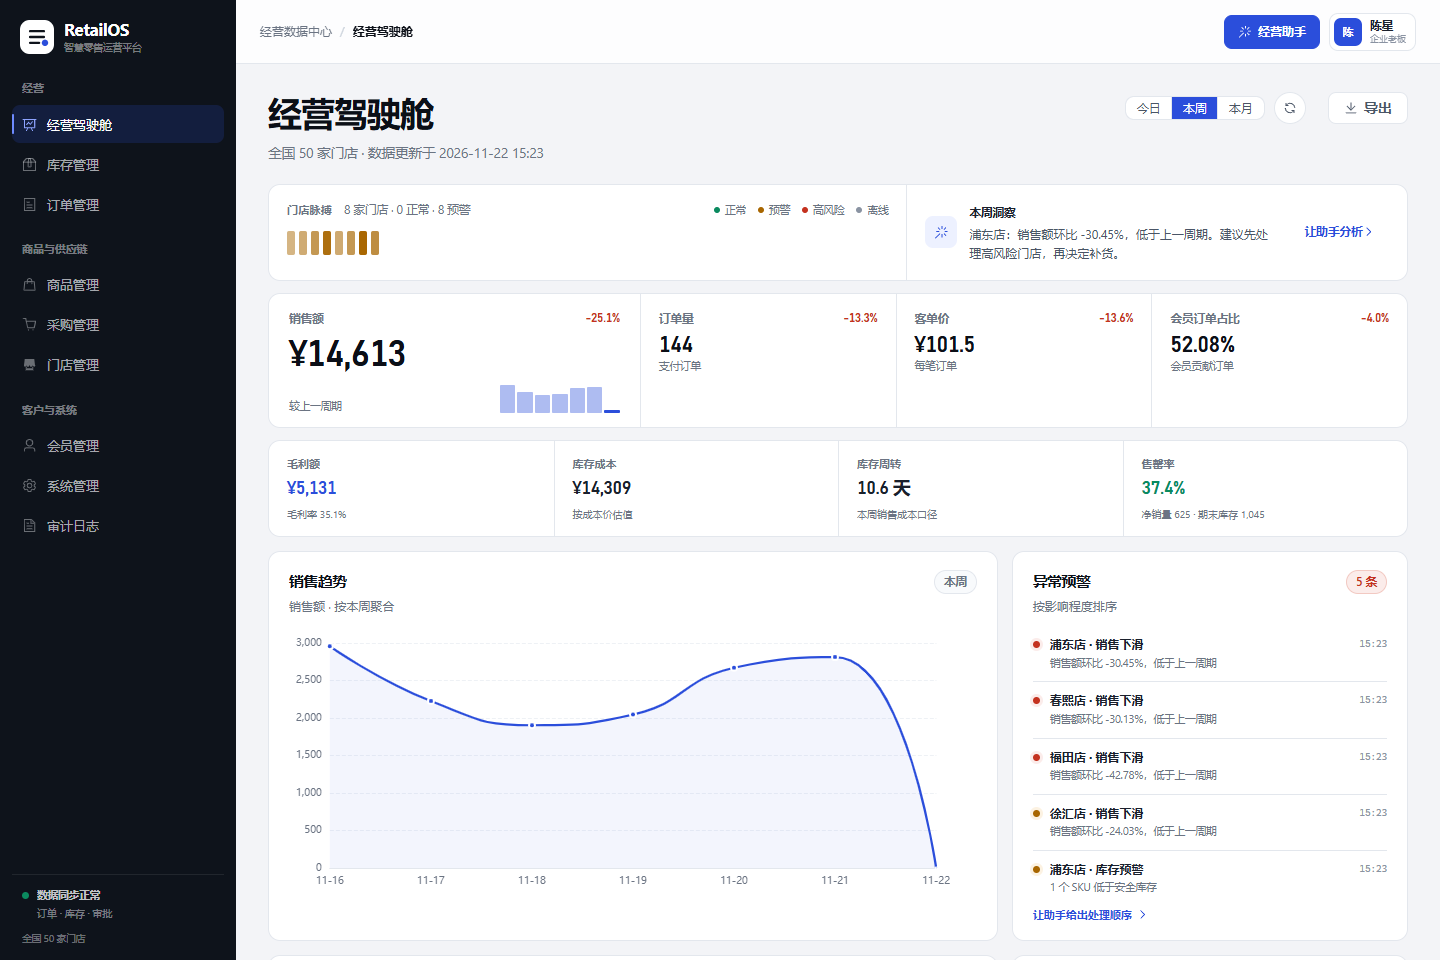 RetailOS
智慧零售运营平台
经营
经营驾驶舱
库存管理
订单管理
商品与供应链
商品管理
采购管理
门店管理
客户与系统
会员管理
系统管理
审计日志
数据同步正常
订单 · 库存 · 审批
全国 50 家门店
经营数据中心 / 经营驾驶舱
经营助手
陈
陈星
企业老板
经营驾驶舱
全国 50 家门店 · 数据更新于 2026-11-22 15:23
今日 本周 本月
导出
门店脉搏 8 家门店 · 0 正常 · 8 预警
正常 预警 高风险 离线
本周洞察
浦东店：销售额环比 -30.45%，低于上一周期。建议先处
理高风险门店，再决定补货。
让助手分析
销售额 -25.1%
¥14,613
较上一周期
订单量 -13.3%
144
支付订单
客单价 -13.6%
¥101.5
每笔订单
会员订单占比 -4.0%
52.08%
会员贡献订单
毛利额
¥5,131
毛利率 35.1%
库存成本
¥14,309
按成本价估值
库存周转
10.6 天
本周销售成本口径
售罄率
37.4%
净销量 625 · 期末库存 1,045
销售趋势
本周
销售额 · 按本周聚合
3,000
2,500
2,000
1,500
1,000
500
0
11-16 11-17 11-18 11-19 11-20 11-21 11-22
异常预警
5 条
按影响程度排序
浦东店 · 销售下滑 15:23
销售额环比 -30.45%，低于上一周期
春熙店 · 销售下滑 15:23
销售额环比 -30.13%，低于上一周期
福田店 · 销售下滑 15:23
销售额环比 -42.78%，低于上一周期
徐汇店 · 销售下滑 15:23
销售额环比 -24.03%，低于上一周期
浦东店 · 库存预警 15:23
1 个 SKU 低于安全库存
让助手给出处理顺序